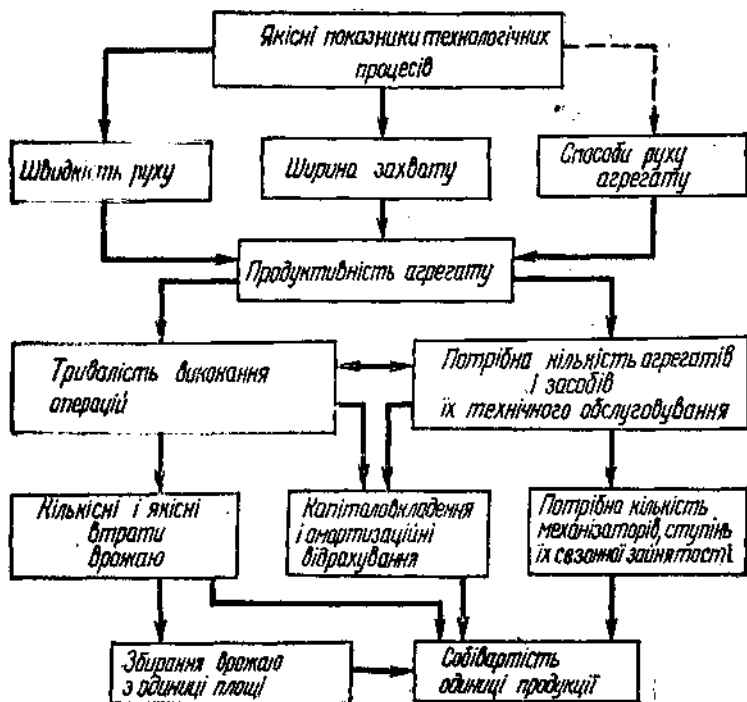 Якісні показники технологічних
процесів
Швидкість руху
Ширина захвату
Способи руху
агрегату
Продуктивність агрегату
Тривалість виконання
операцій
Потрібна кількість агрегатів
і засобів
їх технічного обслуговування
Кількісні і якісні
втрати
врожаю
Капіталовкладення
і амортизаційні
відрахування
Потрібна кількість
механізаторів, ступінь
їх сезонної зайнятості
Збирання врожаю
з одиниці площі
Собівартість
одиниці продукції